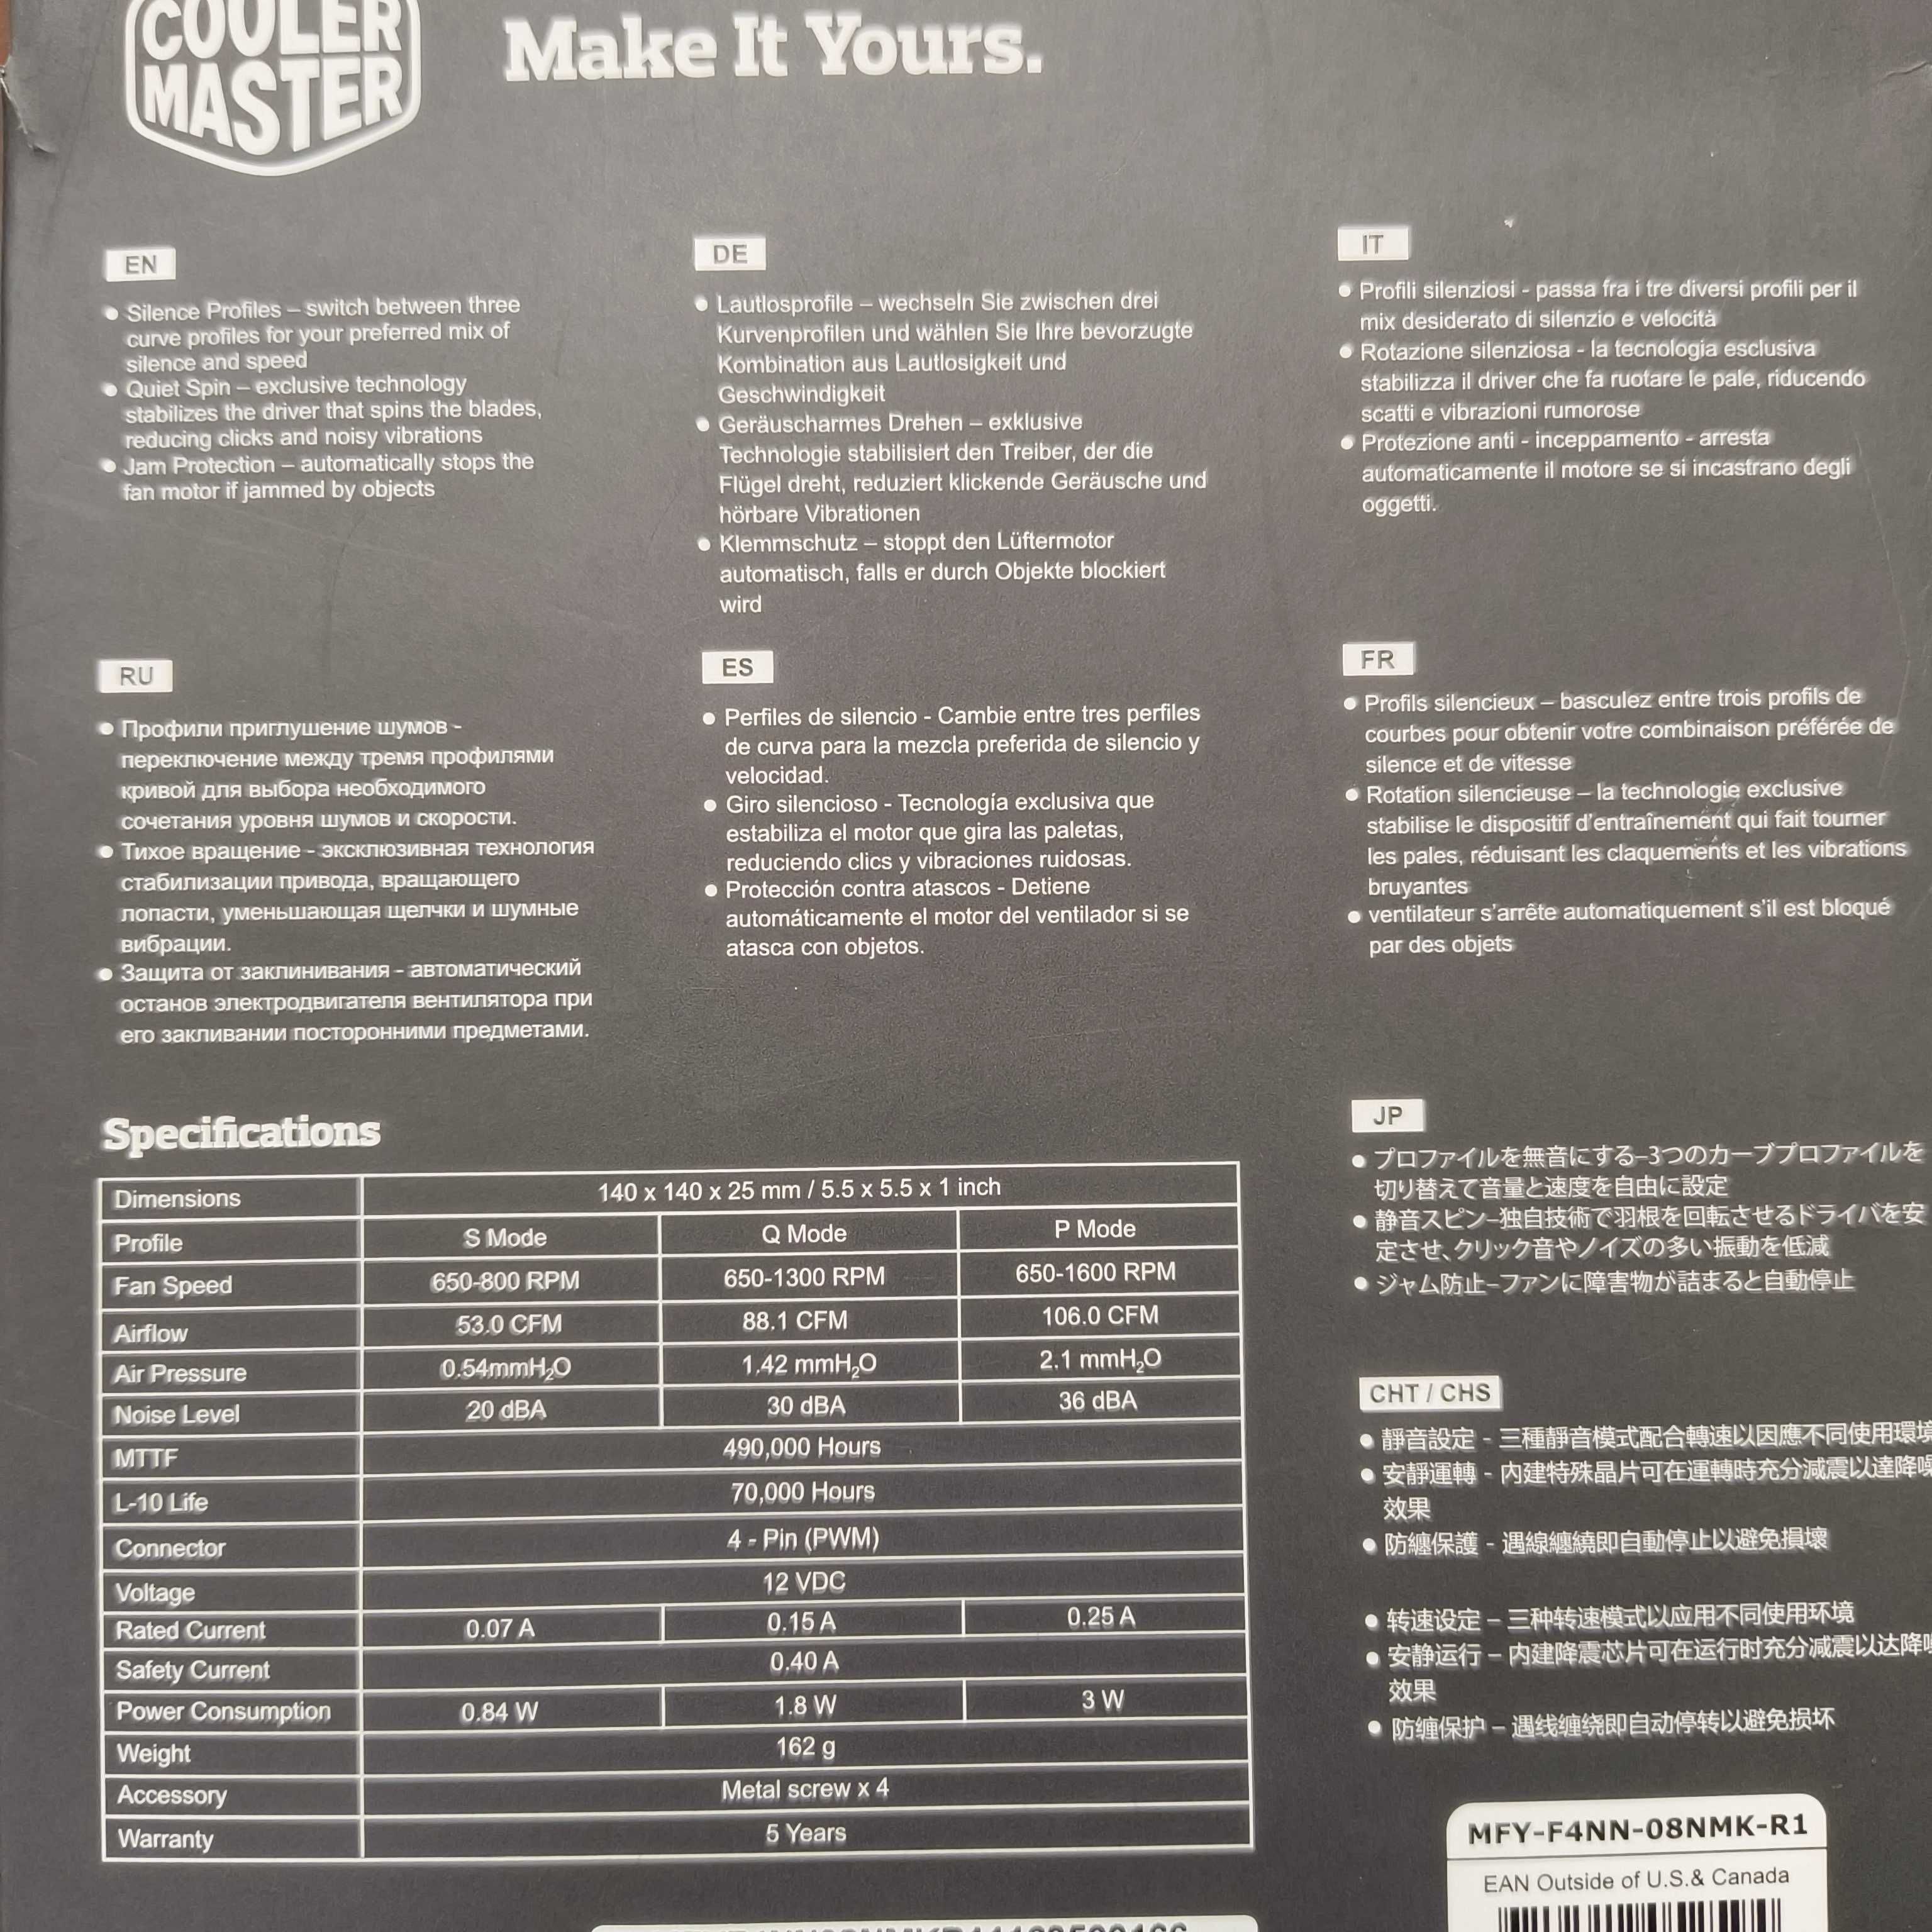 COOLER
MASTER
Make It Yours.
EN
● Silence Profiles – switch between three
curve profiles for your preferred mix of
silence and speed
● Quiet Spin – exclusive technology
stabilizes the driver that spins the blades,
reducing clicks and noisy vibrations
● Jam Protection – automatically stops the
fan motor if jammed by objects
DE
● Lautlosprofile – wechseln Sie zwischen drei
Kurvenprofilen und wählen Sie Ihre bevorzugte
Kombination aus Lautlosigkeit und
Geschwindigkeit
● Geräuscharmes Drehen – exklusive
Technologie stabilisiert den Treiber, der die
Flügel dreht, reduziert klickende Geräusche und
hörbare Vibrationen
● Klemmschutz – stoppt den Lüftermotor
automatisch, falls er durch Objekte blockiert
wird
IT
● Profili silenziosi - passa fra i tre diversi profili per il
mix desiderato di silenzio e velocità
● Rotazione silenziosa - la tecnologia esclusiva
stabilizza il driver che fa ruotare le pale, riducendo
scatti e vibrazioni rumorose
● Protezione anti - inceppamento - arresta
automaticamente il motore se si incastrano degli
oggetti.
RU
● Профили приглушение шумов -
переключение между тремя профилями
кривой для выбора необходимого
сочетания уровня шумов и скорости.
● Тихое вращение - эксклюзивная технология
стабилизации привода, вращающего
лопасти, уменьшающая щелчки и шумные
вибрации.
● Защита от заклинивания - автоматический
останов электродвигателя вентилятора при
его закливании посторонними предметами.
ES
● Perfiles de silencio - Cambie entre tres perfiles
de curva para la mezcla preferida de silencio y
velocidad.
● Giro silencioso - Tecnología exclusiva que
estabiliza el motor que gira las paletas,
reduciendo clics y vibraciones ruidosas.
● Protección contra atascos - Detiene
automáticamente el motor del ventilador si se
atasca con objetos.
FR
● Profils silencieux – basculez entre trois profils de
courbes pour obtenir votre combinaison préférée de
silence et de vitesse
● Rotation silencieuse – la technologie exclusive
stabilise le dispositif d'entraînement qui fait tourner
les pales, réduisant les claquements et les vibrations
bruyantes
● ventilateur s'arrête automatiquement s'il est bloqué
par des objets
Specifications
Dimensions 140 x 140 x 25 mm / 5.5 x 5.5 x 1 inch
Profile S Mode Q Mode P Mode
Fan Speed 650-800 RPM 650-1300 RPM 650-1600 RPM
Airflow 53.0 CFM 88.1 CFM 106.0 CFM
Air Pressure 0.54mmH₂O 1.42 mmH₂O 2.1 mmH₂O
Noise Level 20 dBA 30 dBA 36 dBA
MTTF 490,000 Hours
L-10 Life 70,000 Hours
Connector 4 - Pin (PWM)
Voltage 12 VDC
Rated Current 0.07 A 0.15 A 0.25 A
Safety Current 0.40 A
Power Consumption 0.84 W 1.8 W 3 W
Weight 162 g
Accessory Metal screw x 4
Warranty 5 Years
JP
● プロファイルを無音にする–3つのカーブプロファイルを
切り替えて音量と速度を自由に設定
● 静音スピン–独自技術で羽根を回転させるドライバを安
定させ、クリック音やノイズの多い振動を低減
● ジャム防止–ファンに障害物が詰まると自動停止
CHT / CHS
● 靜音設定 - 三種靜音模式配合轉速以因應不同使用環境
● 安靜運轉 - 內建特殊晶片可在運轉時充分減震以達降噪
效果
● 防纏保護 - 遇線纏繞即自動停止以避免損壞
● 转速设定 – 三种转速模式以应用不同使用环境
● 安静运行 – 内建降震芯片可在运行时充分减震以达降噪
效果
● 防缠保护 – 遇线缠绕即自动停转以避免损坏
MFY-F4NN-08NMK-R1
EAN Outside of U.S.& Canada